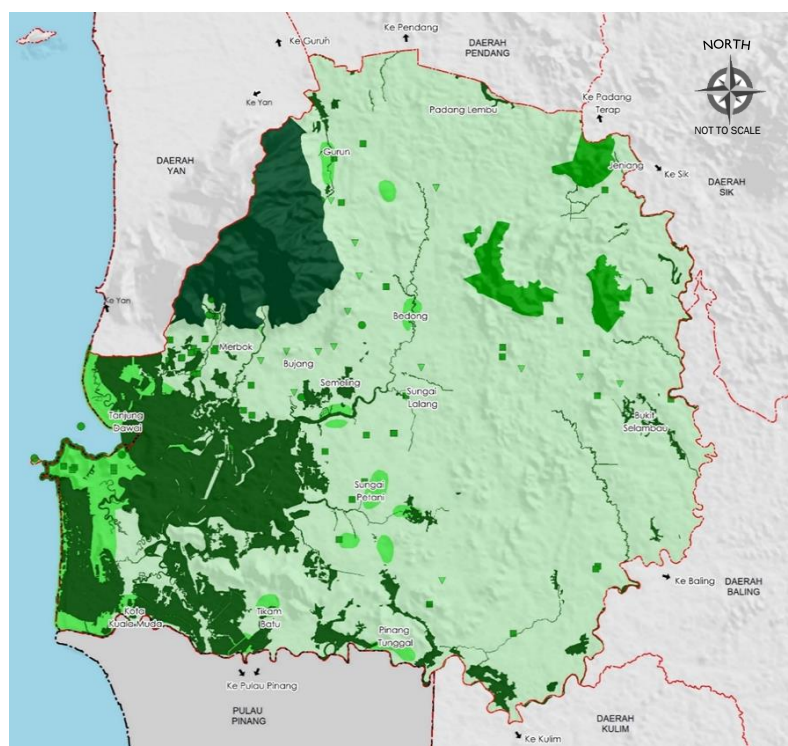 Ke Pendang
Ke Guruh
DAERAH
PENDANG
NORTH
NOT TO SCALE
Ke Yan
Padang Lembu
Ke Padang
Terap
DAERAH
YAN
Gurun
Jeniang
Ke Sik
DAERAH
SIK
Ke Yan
Bedong
Merbok
Bujang
Semeling
Sungai
Lalang
Tanjung
Dawai
Bukit
Selambau
Sungai
Petani
Ke Baling
DAERAH
BALING
Kota
Kuala Muda
Tikam
Batu
Pinang
Tunggal
Ke Pulau Pinang
PULAU
PINANG
DAERAH
KULIM
Ke Kulim